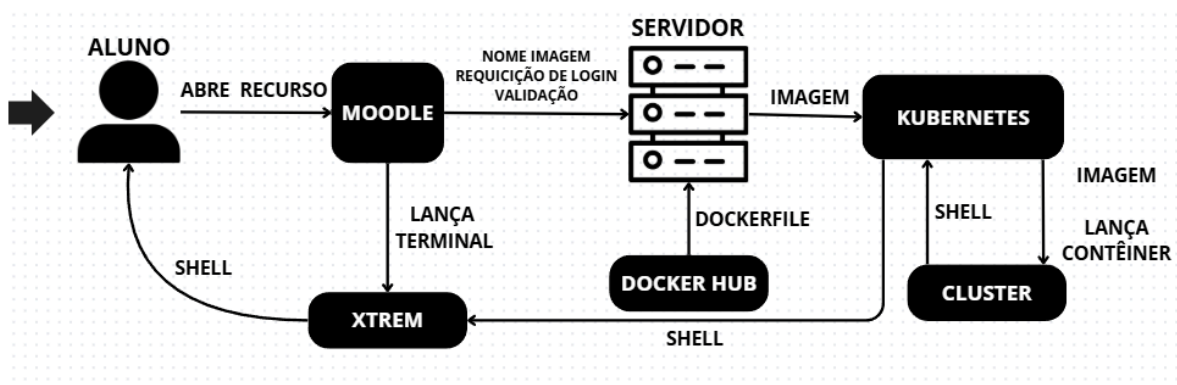 SERVIDOR
ALUNO
NOME IMAGEM
REQUICIÇÃO DE LOGIN
VALIDAÇÃO
ABRE RECURSO
MOODLE
IMAGEM
KUBERNETES
IMAGEM
LANÇA
TERMINAL
DOCKERFILE
SHELL
LANÇA
CONTÊINER
SHELL
DOCKER HUB
CLUSTER
XTREM
SHELL